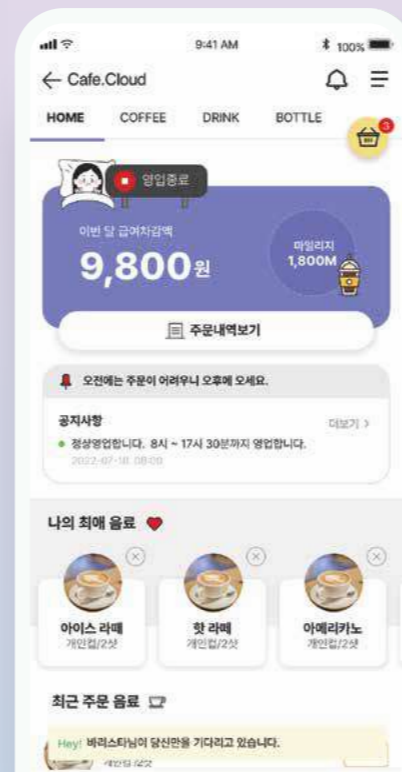 9:41 AM
100%
Cafe.Cloud
HOME COFFEE DRINK BOTTLE
3
영업종료
이번 달 급여차감액
9,800원
마일리지
1,800M
주문내역보기
오전에는 주문이 어려우니 오후에 오세요.
공지사항
더보기 >
정상영업합니다. 8시 ~ 17시 30분까지 영업합니다.
2022-07-18 08:00
나의 최애 음료
아이스 라떼
개인컵/2샷
핫 라떼
개인컵/2샷
아메리카노
개인컵/2샷
최근 주문 음료
Hey! 바리스타님이 당신만을 기다리고 있습니다.